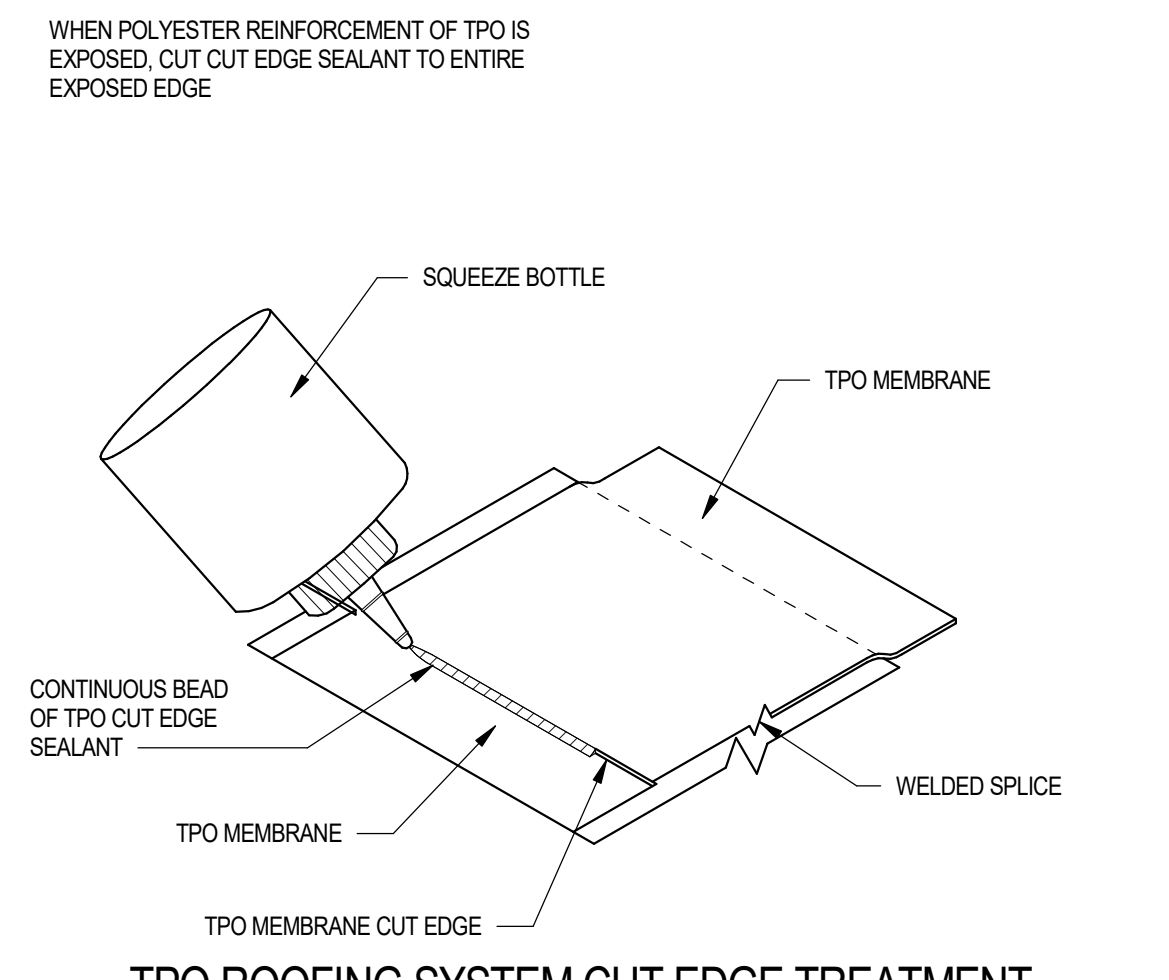 WHEN POLYESTER REINFORCEMENT OF TPO IS
EXPOSED, CUT CUT EDGE SEALANT TO ENTIRE
EXPOSED EDGE
SQUEEZE BOTTLE
TPO MEMBRANE
CONTINUOUS BEAD
OF TPO CUT EDGE
SEALANT
WELDED SPLICE
TPO MEMBRANE
TPO MEMBRANE CUT EDGE
TPO ROOFING SYSTEM CUT EDGE TREATMENT